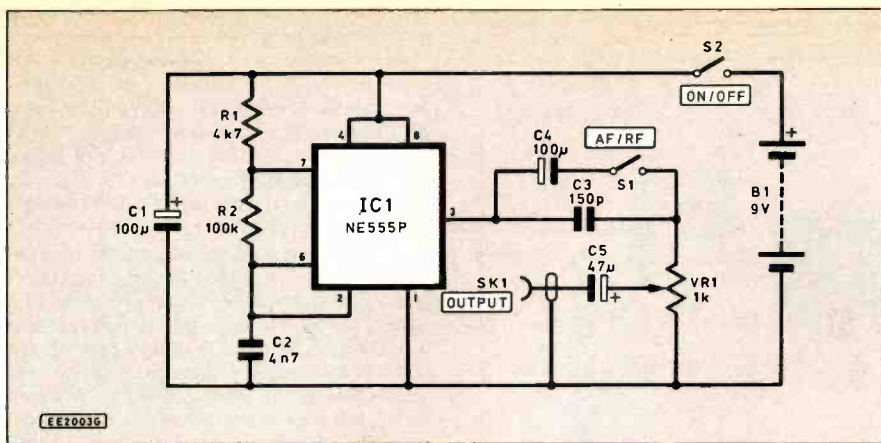 S2
ON/OFF
R1
4k7
4
8
C4
100µ
AF/RF
S1
7
C1
100µ
+
R2
100k
IC1
NE555P
3
C3
150p
B1
9V
+
6
C5
47µ
+
SK1
OUTPUT
VR1
1k
2
1
C2
4n7
EE2003G